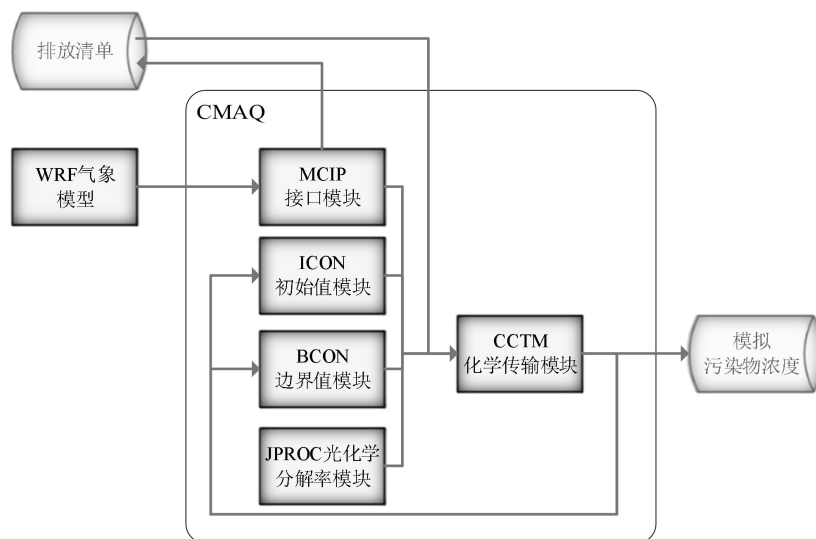 排放清单
CMAQ
WRF气象
模型
MCIP
接口模块
ICON
初始值模块
BCON
边界值模块
JPROC光化学
分解率模块
CCTM
化学传输模块
模拟
污染物浓度